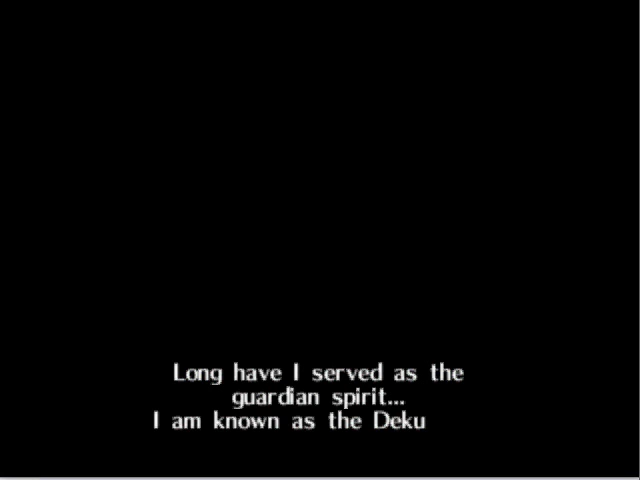 Long have I served as the
guardian spirit...
I am known as the Deku